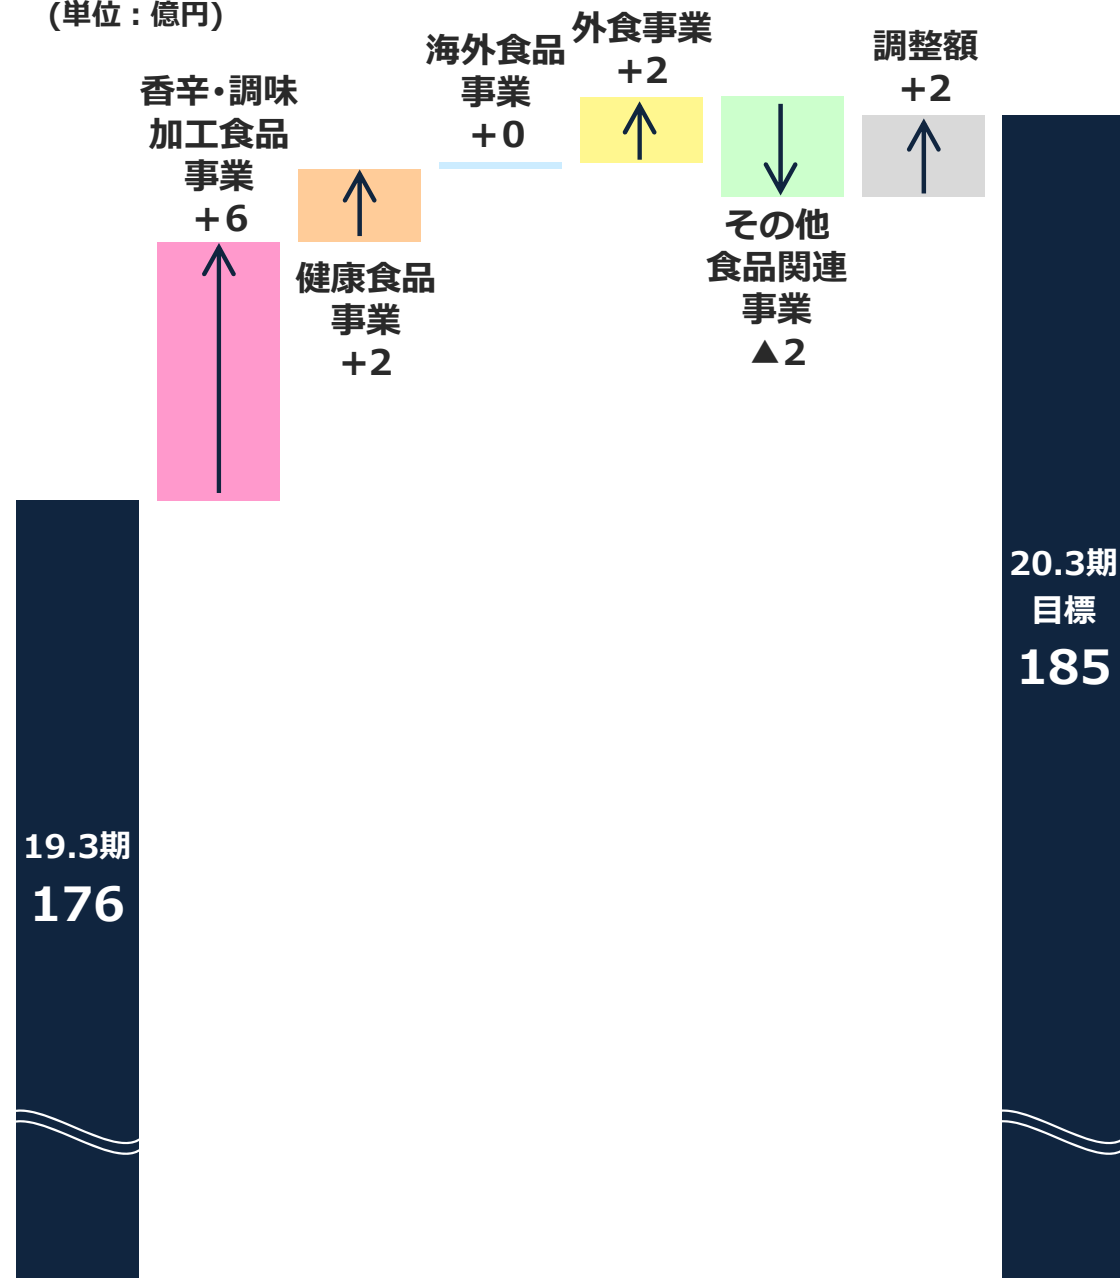 (単位：億円)
香辛・調味
加工食品
事業
+6
健康食品
事業
+2
海外食品
事業
+0
外食事業
+2
その他
食品関連
事業
▲2
調整額
+2
19.3期
176
20.3期
目標
185